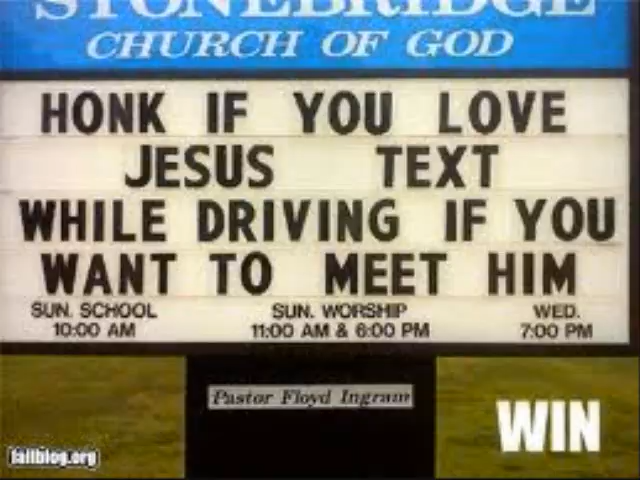 STONEBRIDGE
CHURCH OF GOD
HONK IF YOU LOVE
JESUS TEXT
WHILE DRIVING IF YOU
WANT TO MEET HIM
SUN. SCHOOL SUN. WORSHIP WED.
10:00 AM 11:00 AM & 6:00 PM 7:00 PM
Pastor Floyd Ingram
WIN
failblog.org